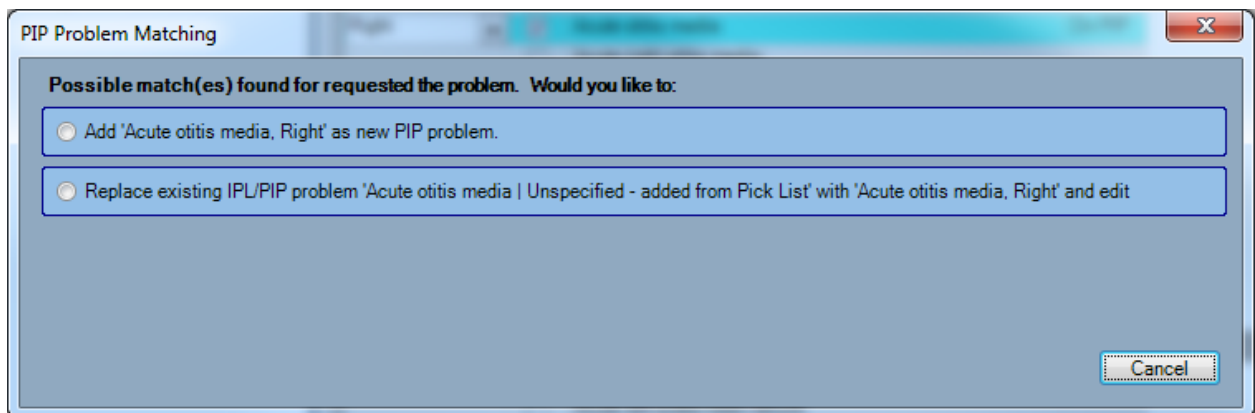 PIP Problem Matching
Possible match(es) found for requested the problem. Would you like to:
Add 'Acute otitis media, Right' as new PIP problem.
Replace existing IPL/PIP problem 'Acute otitis media | Unspecified - added from Pick List' with 'Acute otitis media, Right' and edit
Cancel